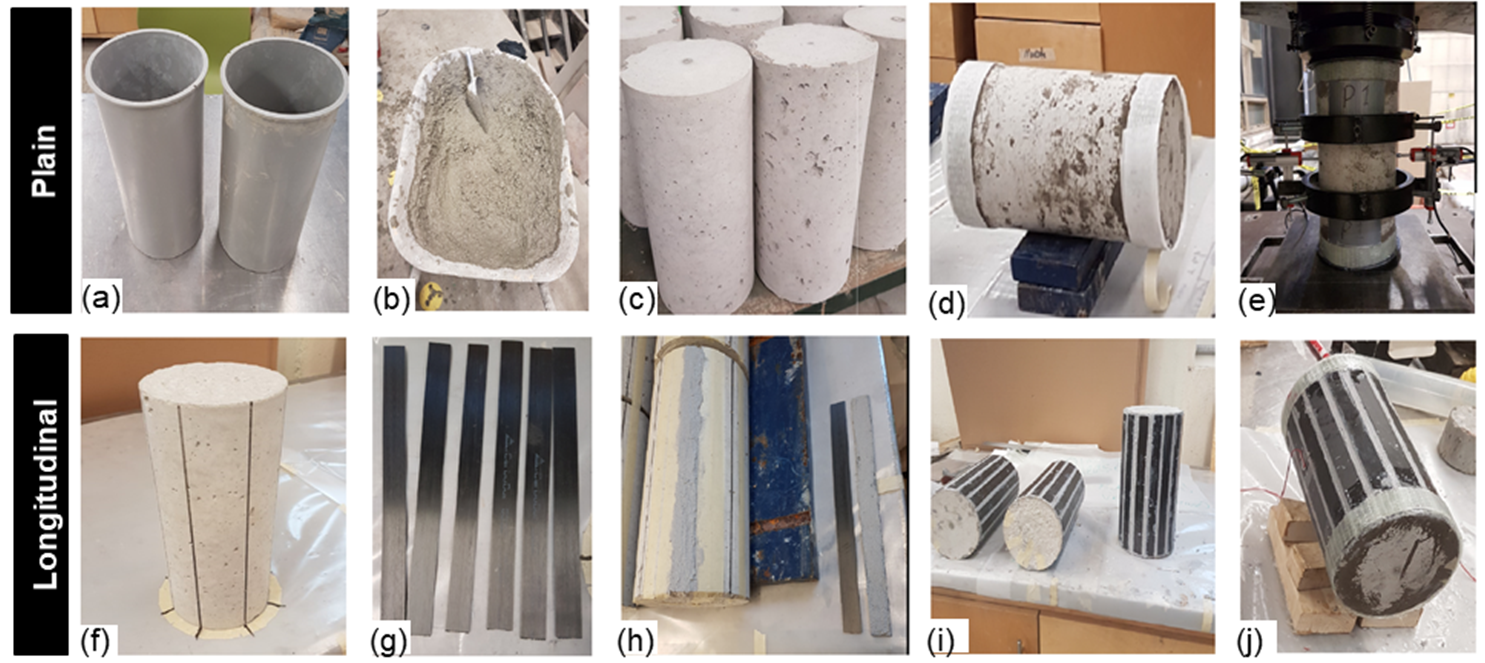 Plain
(a)
(b)
(c)
(d)
(e)
P1
Longitudinal
(f)
(g)
(h)
(i)
(j)